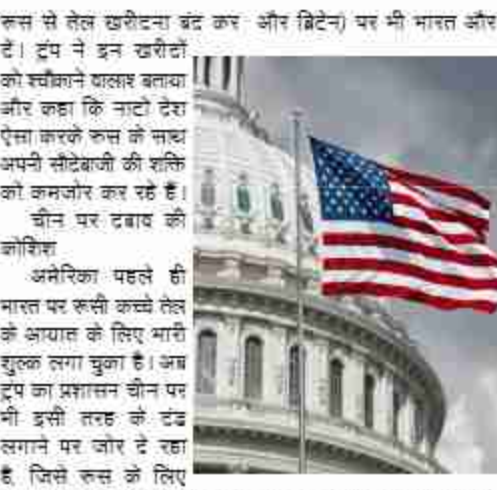 रूस से तेल खरीदना बंद कर
दें। ट्रंप ने इन खरीदों
को श्चौंकाने वालाश बताया
और कहा कि नाटो देश
ऐसा करके रूस के साथ
अपनी सौदेबाजी की शक्ति
को कमजोर कर रहे हैं।
चीन पर दबाव की
कोशिश
अमेरिका पहले ही
भारत पर रूसी कच्चे तेल
के आयात के लिए भारी
शुल्क लगा चुका है। अब
ट्रंप का प्रशासन चीन पर
भी इसी तरह के दंड
लगाने पर जोर दे रहा
है, जिसे रूस के लिए
और ब्रिटेन) पर भी भारत और